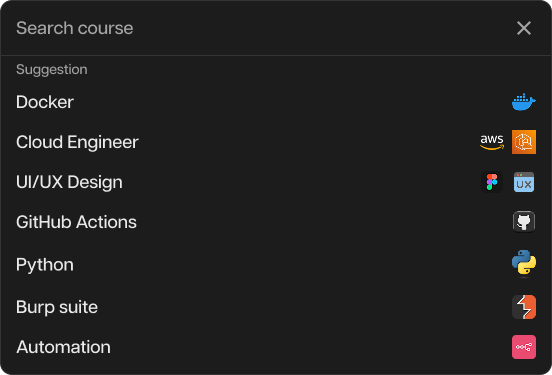 Search course
Suggestion
Docker
Cloud Engineer
aws
UI/UX Design
UX
GitHub Actions
Python
Burp suite
Automation